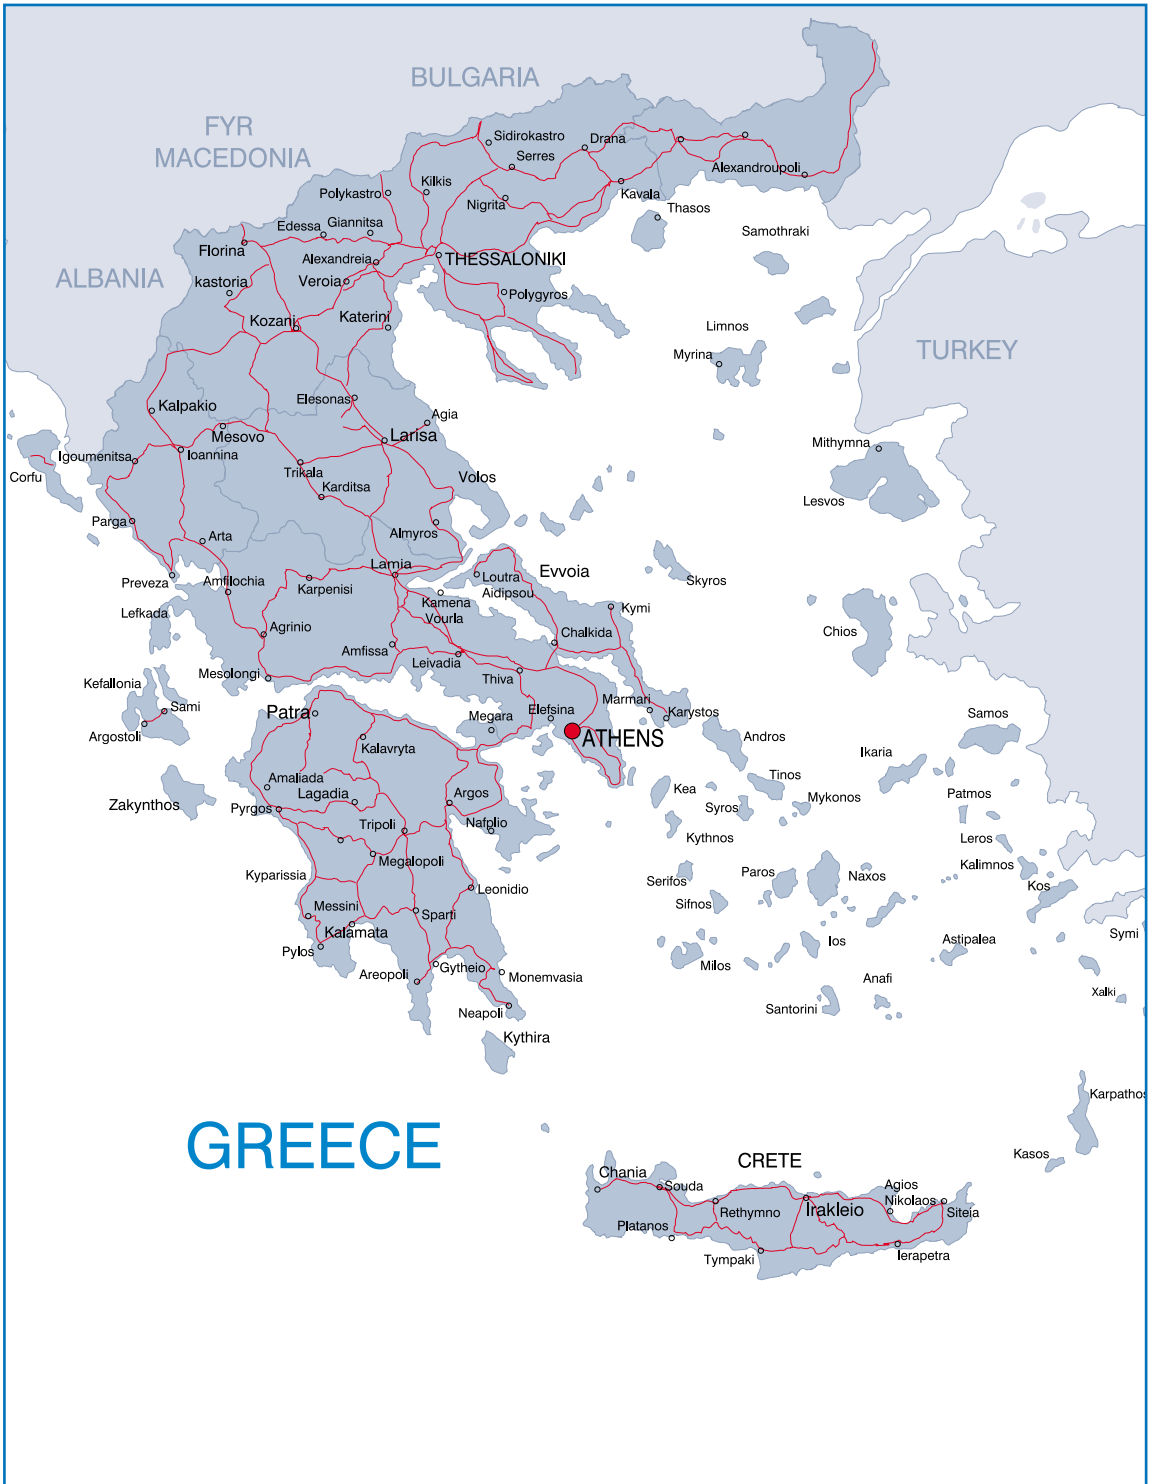 BULGARIA
FYR
MACEDONIA
ALBANIA
TURKEY
Sidirokastro
Drana
Serres
Alexandroupoli
Polykastro
Kilkis
Nigrita
Kavala
Thasos
Samothraki
Edessa
Giannitsa
Florina
Alexandreia
THESSALONIKI
kastoria
Veroia
Polygyros
Kozani
Katerini
Limnos
Myrina
Elesonas
Kalpakio
Agia
Mesovo
Larisa
Mithymna
Igoumenitsa
Ioannina
Corfu
Trikala
Volos
Karditsa
Lesvos
Parga
Arta
Almyros
Lamia
Evvoia
Preveza
Amfilochia
Karpenisi
Loutra
Aidipsou
Skyros
Lefkada
Kamena
Vourla
Kymi
Agrinio
Chalkida
Chios
Amfissa
Leivadia
Mesolongi
Thiva
Kefallonia
Sami
Marmari
Patra
Megara
Elefsina
Karystos
Samos
Argostoli
ATHENS
Andros
Kalavryta
Ikaria
Amaliada
Zakynthos
Lagadia
Argos
Kea
Tinos
Patmos
Pyrgos
Syros
Mykonos
Tripoli
Nafplio
Kythnos
Leros
Megalopoli
Kyparissia
Serifos
Paros
Naxos
Kalimnos
Kos
Leonidio
Messini
Sparti
Sifnos
Kalamata
Symi
Pylos
Ios
Astipalea
Areopoli
Gytheio
Monemvasia
Milos
Anafi
Xalki
Neapoli
Santorini
Kythira
Karpathos
GREECE
Kasos
CRETE
Chania
Souda
Agios
Nikolaos
Rethymno
Irakleio
Siteia
Platanos
Tympaki
Ierapetra